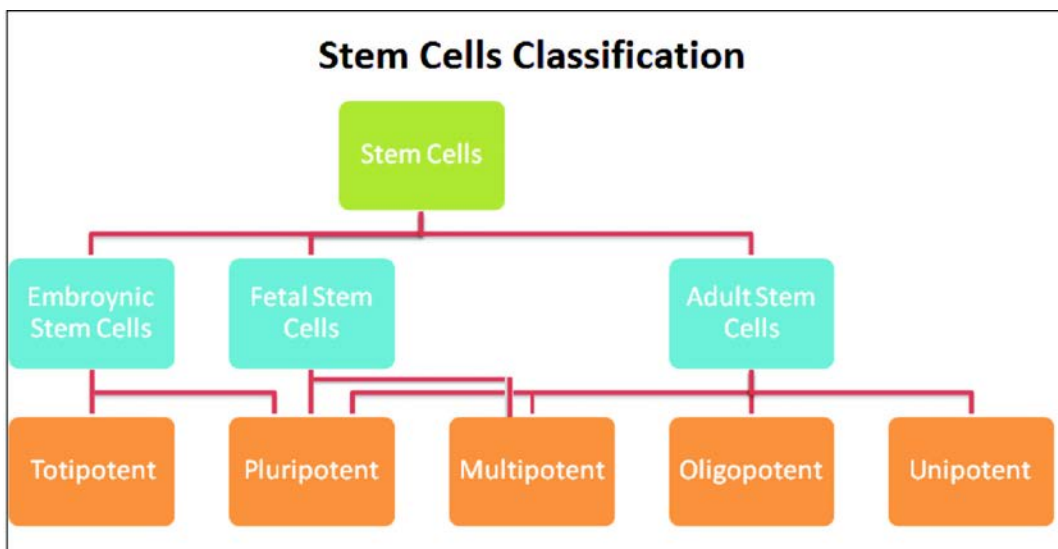 Stem Cells Classification
Stem Cells
Embroynic
Stem Cells
Fetal Stem
Cells
Adult Stem
Cells
Totipotent
Pluripotent
Multipotent
Oligopotent
Unipotent